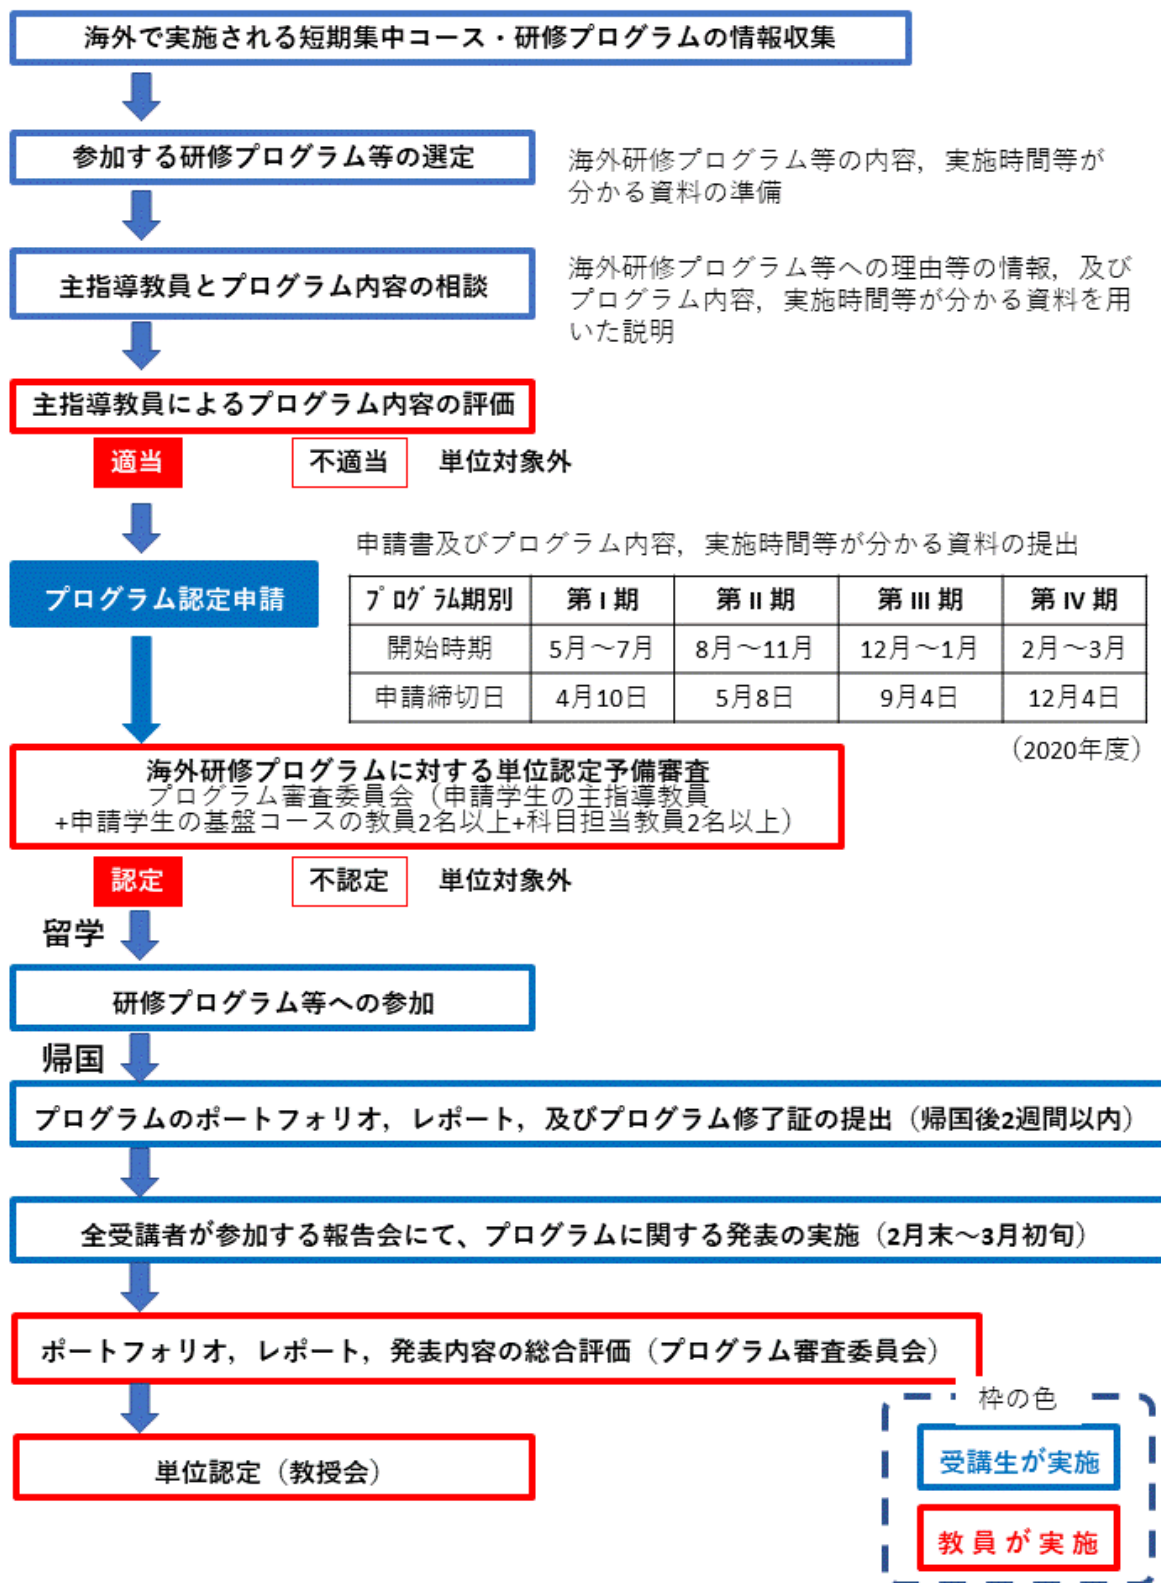 海外で実施される短期集中コース・研修プログラムの情報収集
参加する研修プログラム等の選定
海外研修プログラム等の内容，実施時間等が
分かる資料の準備
主指導教員とプログラム内容の相談
海外研修プログラム等への理由等の情報，及び
プログラム内容，実施時間等が分かる資料を用
いた説明
主指導教員によるプログラム内容の評価
適当 不適当 単位対象外
申請書及びプログラム内容，実施時間等が分かる資料の提出
プログラム認定申請
ﾌﾟﾛｸﾞﾗﾑ期別 第 I 期 第 II 期 第 III 期 第 IV 期
開始時期 5月～7月 8月～11月 12月～1月 2月～3月
申請締切日 4月10日 5月8日 9月4日 12月4日
（2020年度）
海外研修プログラムに対する単位認定予備審査
プログラム審査委員会（申請学生の主指導教員
+申請学生の基盤コースの教員2名以上+科目担当教員2名以上）
認定 不認定 単位対象外
留学
研修プログラム等への参加
帰国
プログラムのポートフォリオ，レポート，及びプログラム修了証の提出（帰国後2週間以内）
全受講者が参加する報告会にて、プログラムに関する発表の実施（2月末～3月初旬）
ポートフォリオ，レポート，発表内容の総合評価（プログラム審査委員会）
単位認定（教授会）
枠の色
受講生が実施
教員が実施